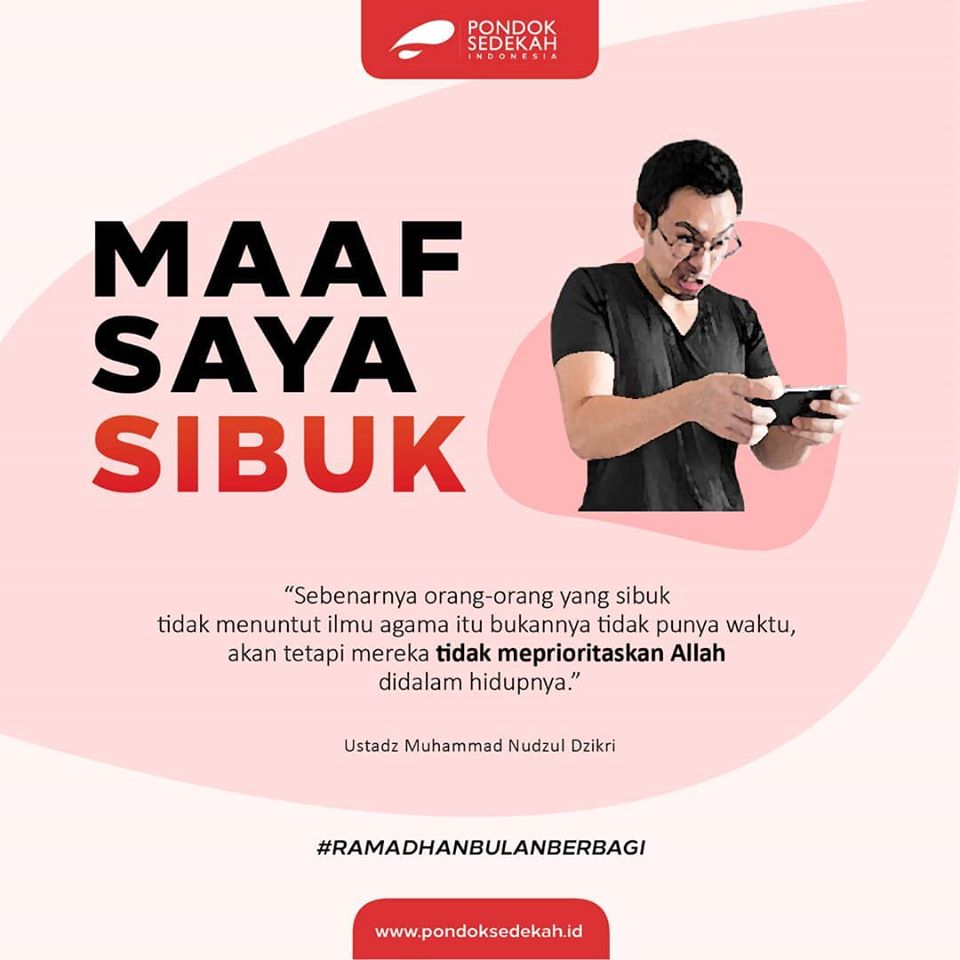 PONDOK
SEDEKAH
INDONESIA
MAAF
SAYA
SIBUK
“Sebenarnya orang-orang yang sibuk
tidak menuntut ilmu agama itu bukannya tidak punya waktu,
akan tetapi mereka tidak meprioritaskan Allah
didalam hidupnya.”
Ustadz Muhammad Nudzul Dzikri
#RAMADHANBULANBERBAGI
www.pondoksedekah.id